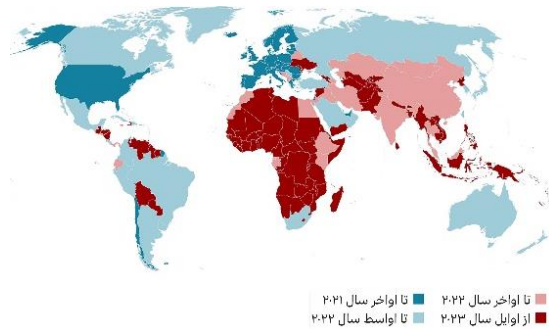 تا اواخر سال ۲۰۲۱
تا اواخر سال ۲۰۲۲
تا اواسط سال ۲۰۲۲
از اوایل سال ۲۰۲۳